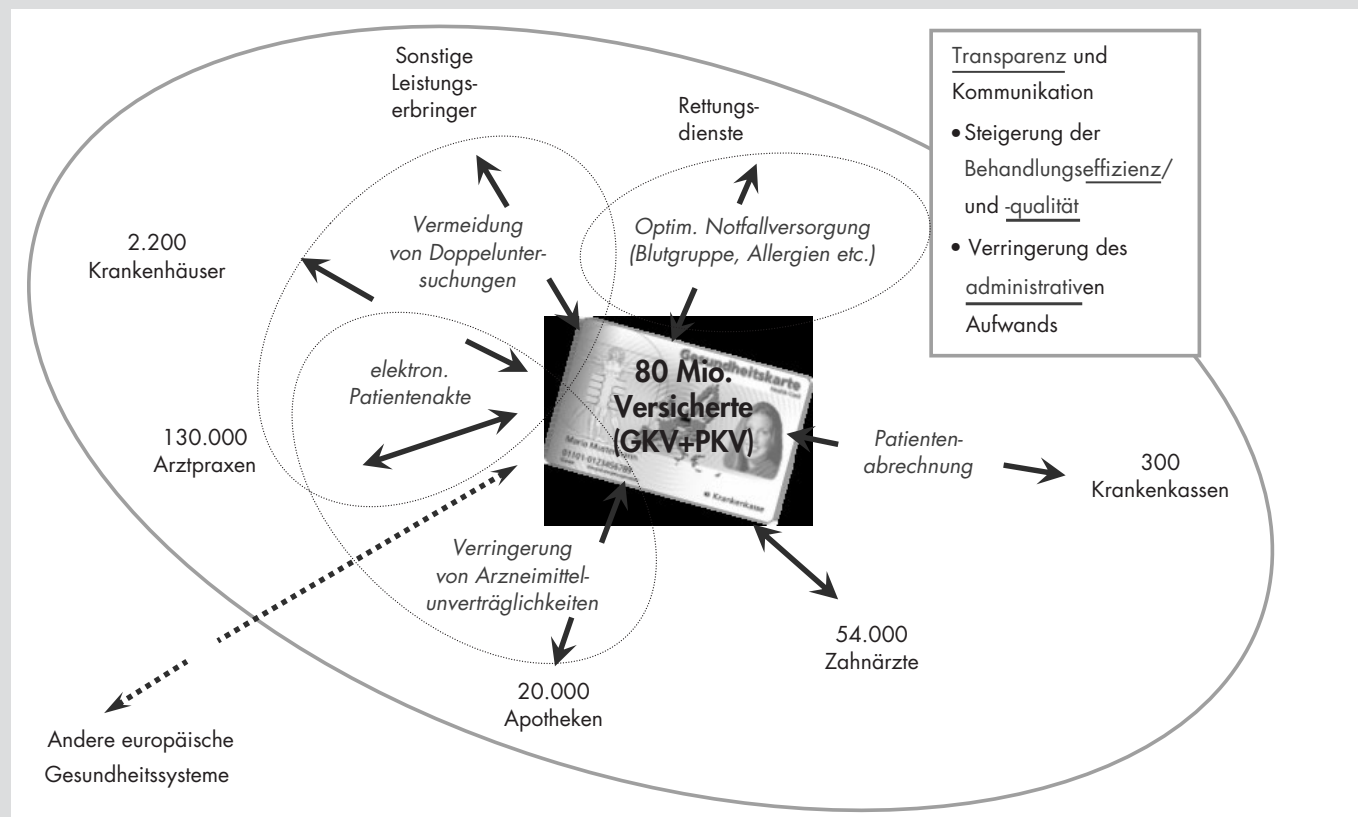 Sonstige
Leistungs-
erbringer
Rettungs-
dienste
Transparenz und
Kommunikation
• Steigerung der
Behandlungseffizienz/
und -qualität
• Verringerung des
administrativen
Aufwands
2.200
Krankenhäuser
Vermeidung
von Doppelunter-
suchungen
Optim. Notfallversorgung
(Blutgruppe, Allergien etc.)
elektron.
Patientenakte
Gesundheitskarte
80 Mio.
Versicherte
(GKV+PKV)
Krankenkasse
130.000
Arztpraxen
Patienten-
abrechnung
300
Krankenkassen
Verringerung
von Arzneimittel-
unverträglichkeiten
54.000
Zahnärzte
20.000
Apotheken
Andere europäische
Gesundheitssysteme